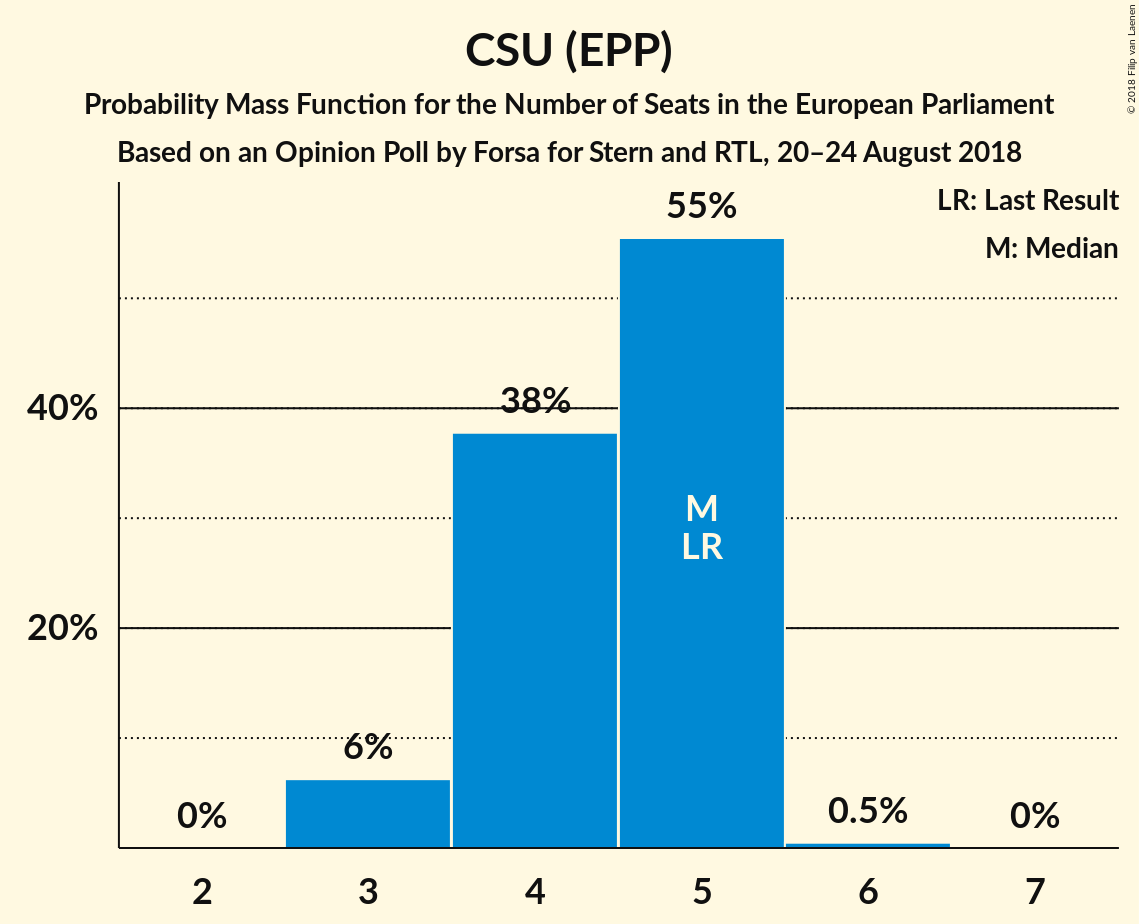 CSU (EPP)
Probability Mass Function for the Number of Seats in the European Parliament
Based on an Opinion Poll by Forsa for Stern and RTL, 20–24 August 2018
© 2018 Filip van Laenen
LR: Last Result
M: Median
55%
40%
38%
M
LR
20%
6%
0%
0.5%
0%
2 3 4 5 6 7